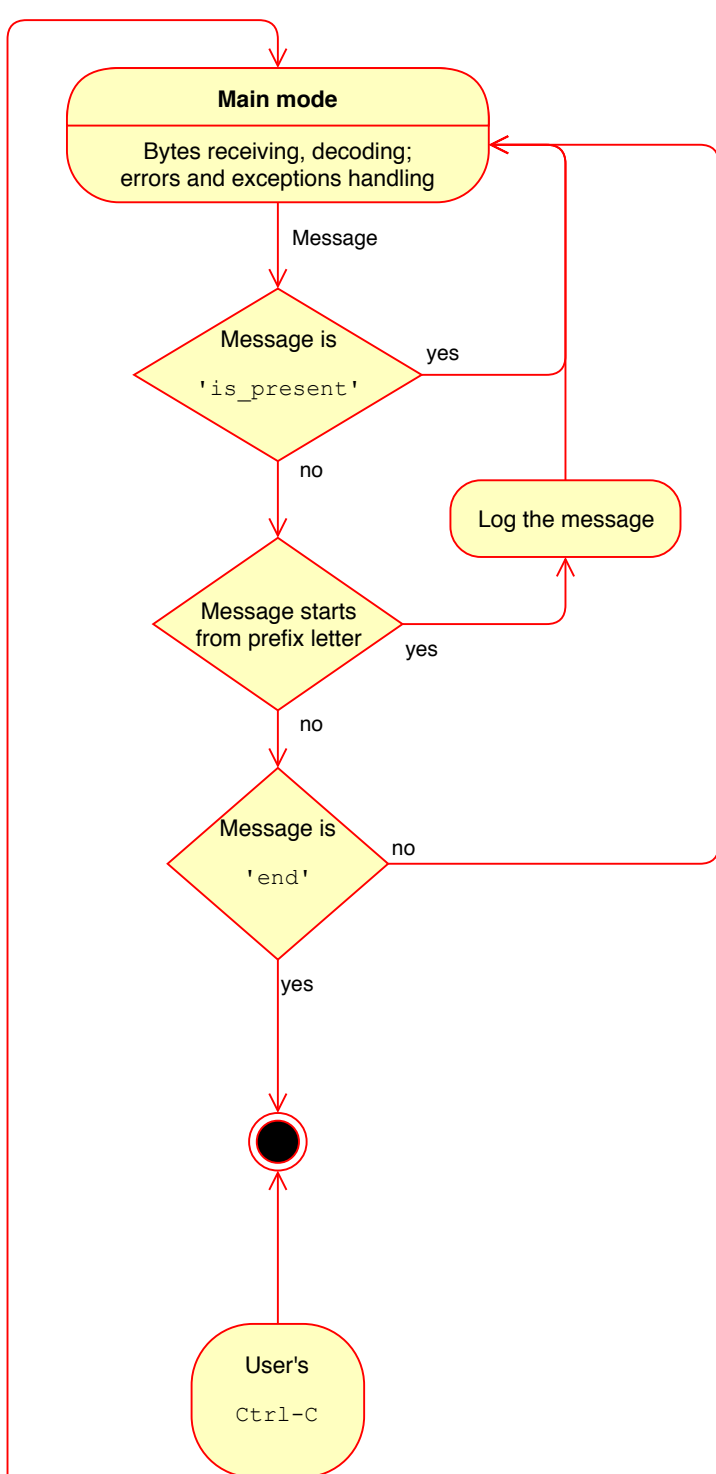 Main mode
Bytes receiving, decoding;
errors and exceptions handling
Message
Message is
'is_present'
yes
no
Log the message
Message starts
from prefix letter
yes
no
Message is
'end'
no
yes
User's
Ctrl-C